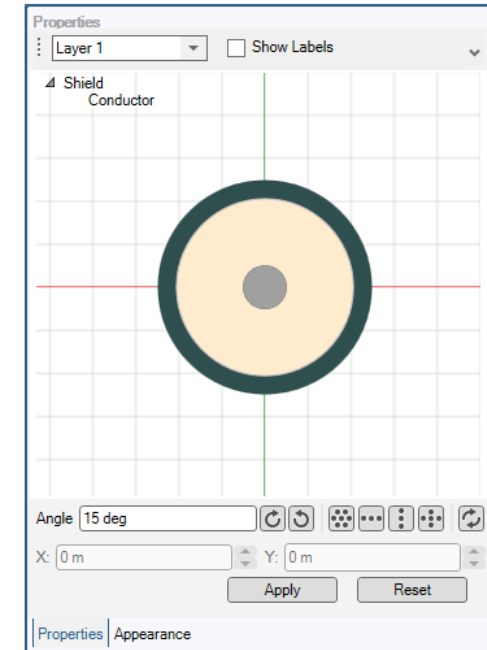 Properties
Layer 1 Show Labels
Shield
Conductor
Angle 15 deg
X: 0 m Y: 0 m
Apply Reset
Properties Appearance